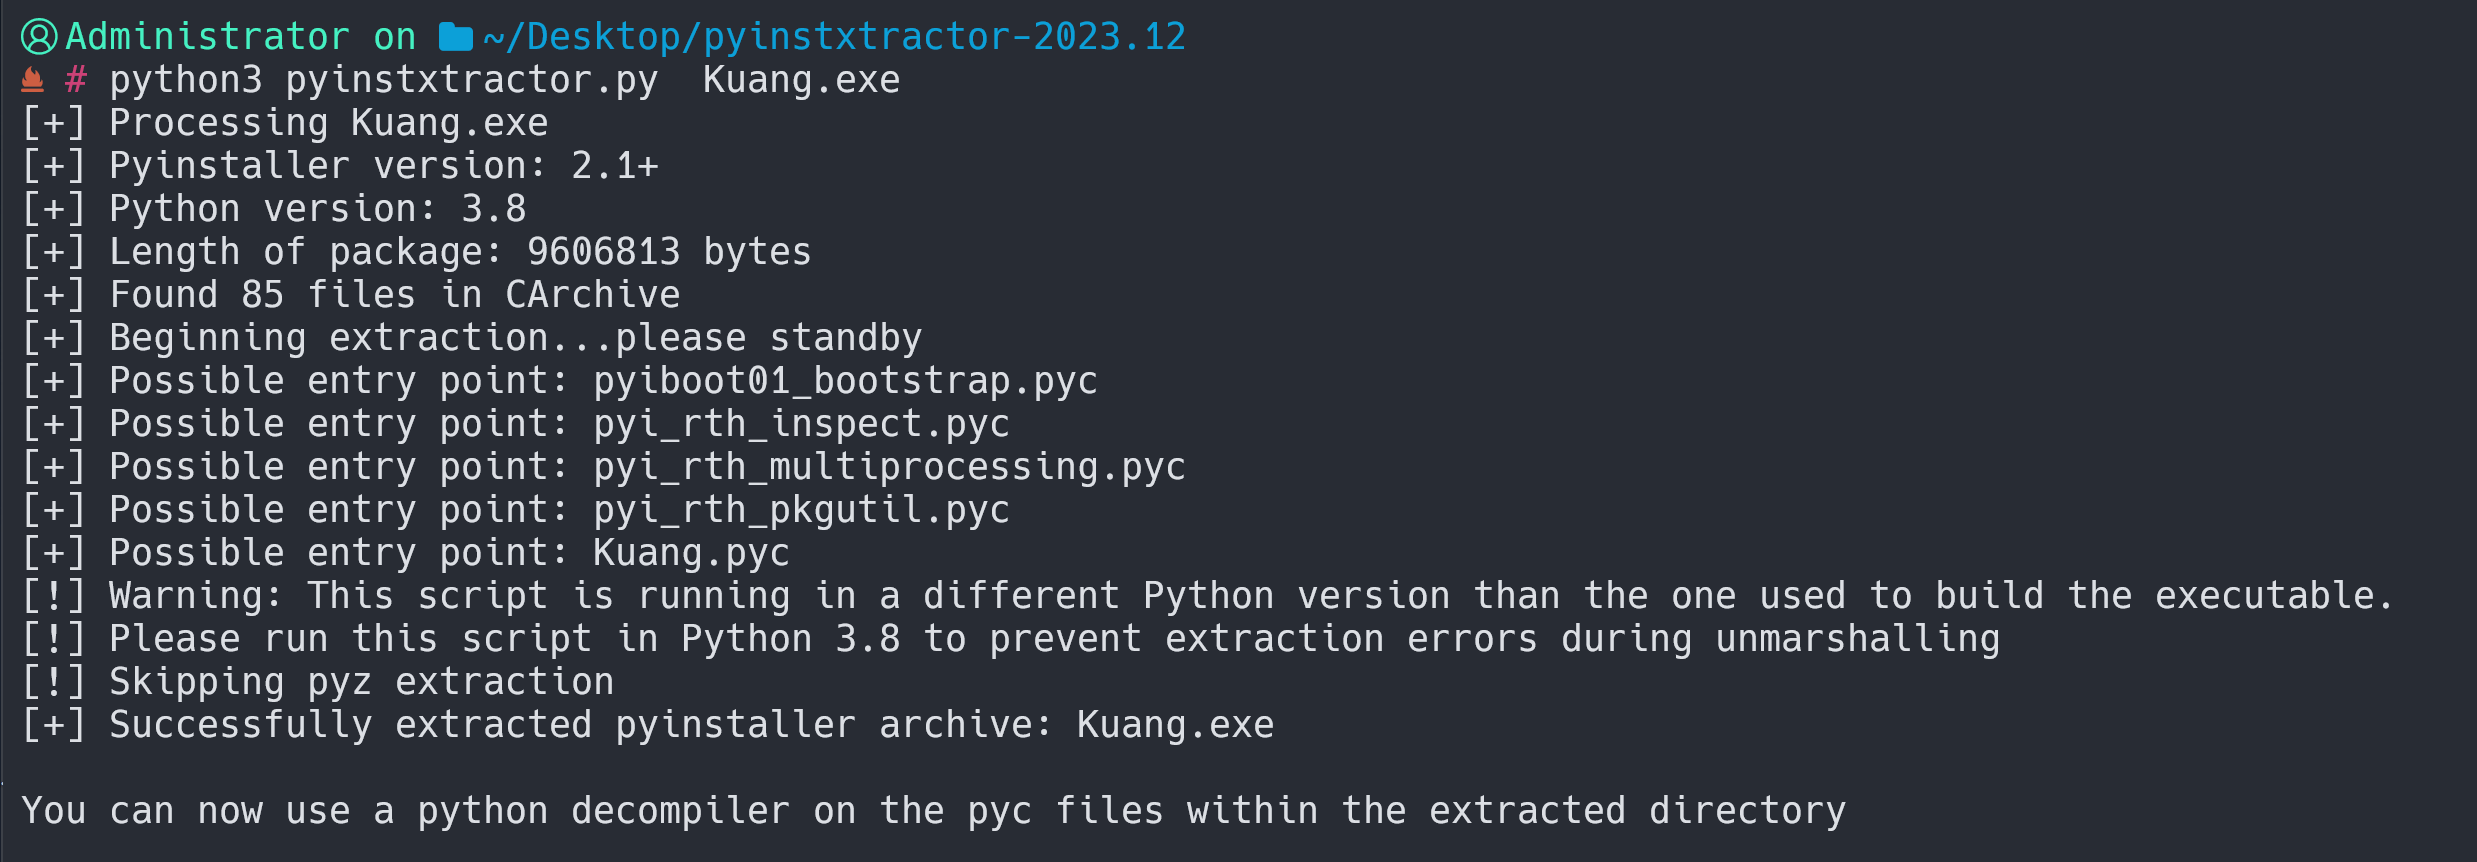 Administrator on ~/Desktop/pyinstxtractor-2023.12
# python3 pyinstxtractor.py  Kuang.exe
[+] Processing Kuang.exe
[+] Pyinstaller version: 2.1+
[+] Python version: 3.8
[+] Length of package: 9606813 bytes
[+] Found 85 files in CArchive
[+] Beginning extraction...please standby
[+] Possible entry point: pyiboot01_bootstrap.pyc
[+] Possible entry point: pyi_rth_inspect.pyc
[+] Possible entry point: pyi_rth_multiprocessing.pyc
[+] Possible entry point: pyi_rth_pkgutil.pyc
[+] Possible entry point: Kuang.pyc
[!] Warning: This script is running in a different Python version than the one used to build the executable.
[!] Please run this script in Python 3.8 to prevent extraction errors during unmarshalling
[!] Skipping pyz extraction
[+] Successfully extracted pyinstaller archive: Kuang.exe
You can now use a python decompiler on the pyc files within the extracted directory